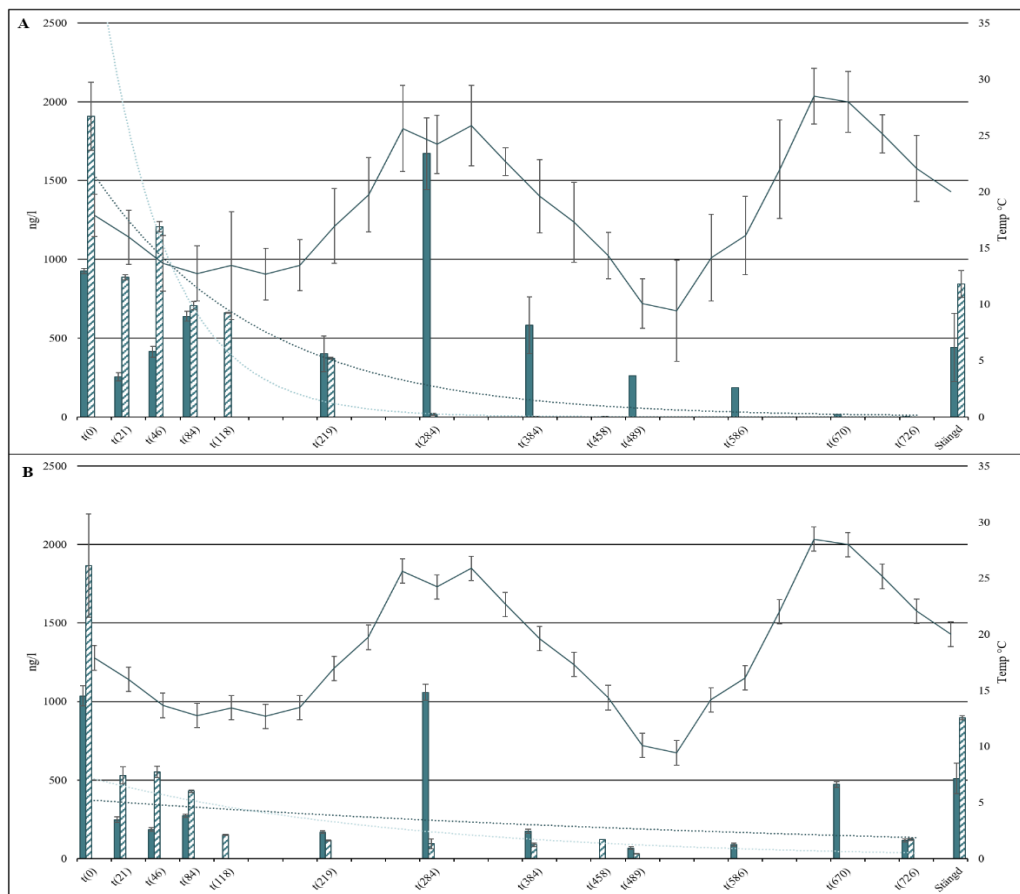 A
2500
2000
1500
1000
500
0
ng/l
35
30
25
20
15
10
5
0
Temp °C
t(0)
t(21)
t(46)
t(84)
t(118)
t(219)
t(284)
t(384)
t(458)
t(489)
t(586)
t(670)
t(726)
Stängd
B
2500
2000
1500
1000
500
0
ng/l
35
30
25
20
15
10
5
0
Temp °C
t(0)
t(21)
t(46)
t(84)
t(118)
t(219)
t(284)
t(384)
t(458)
t(489)
t(586)
t(670)
t(726)
Stängd